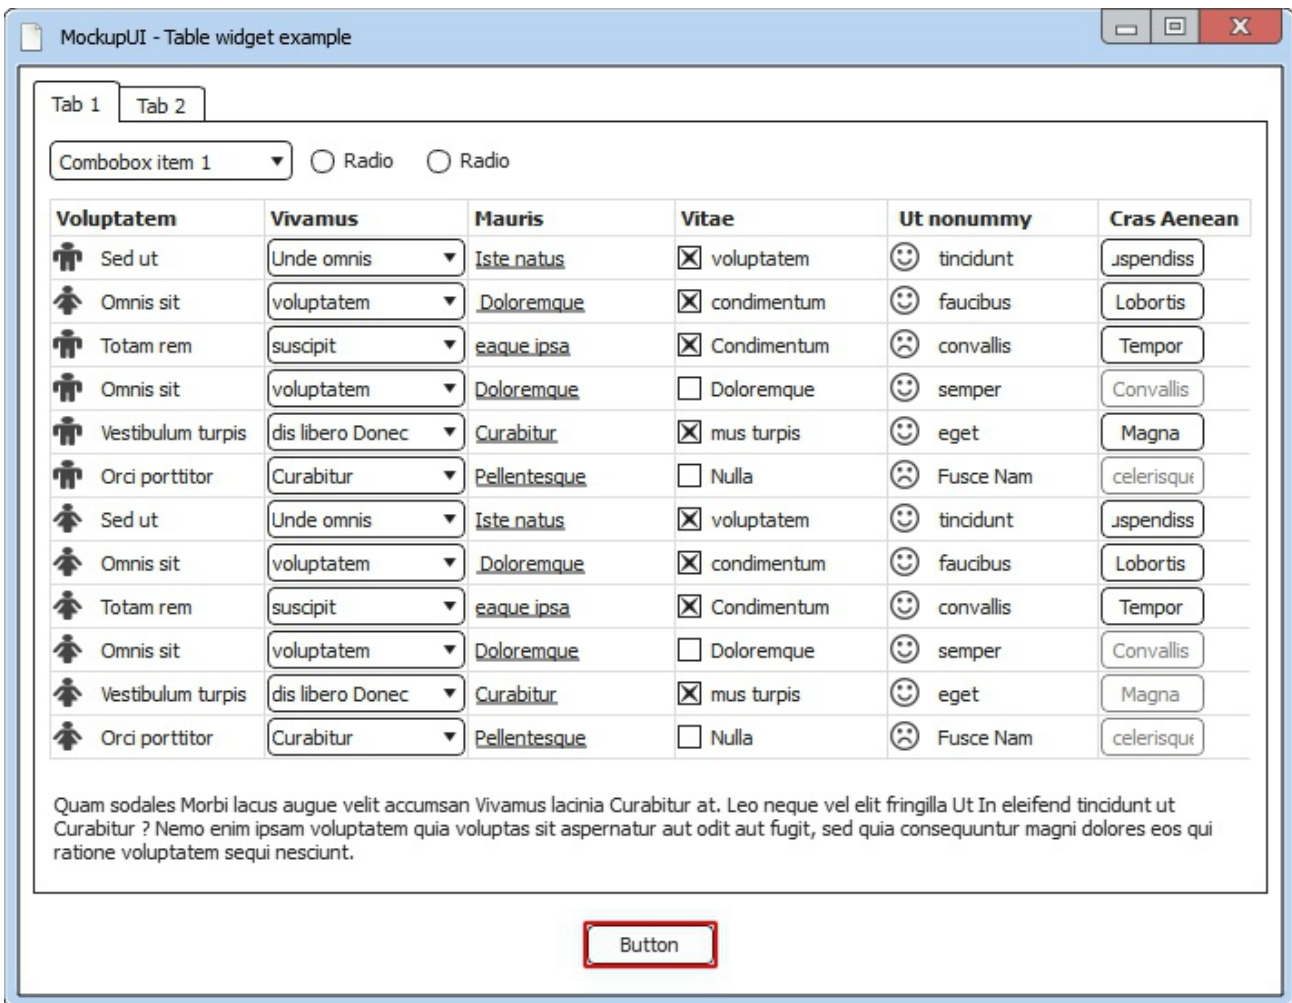 MockupUI - Table widget example
Tab 1 Tab 2
Combobox item 1 Radio Radio
Voluptatem Vivamus Mauris Vitae Ut nonummy Cras Aenean
Sed ut Unde omnis Iste natus voluptatem tincidunt uspendiss
Omnis sit voluptatem Doloremque condimentum faucibus Lobortis
Totam rem suscipit eaque ipsa Condimentum convallis Tempor
Omnis sit voluptatem Doloremque Doloremque semper Convallis
Vestibulum turpis dis libero Donec Curabitur mus turpis eget Magna
Orci porttitor Curabitur Pellentesque Nulla Fusce Nam celerisque
Sed ut Unde omnis Iste natus voluptatem tincidunt uspendiss
Omnis sit voluptatem Doloremque condimentum faucibus Lobortis
Totam rem suscipit eaque ipsa Condimentum convallis Tempor
Omnis sit voluptatem Doloremque Doloremque semper Convallis
Vestibulum turpis dis libero Donec Curabitur mus turpis eget Magna
Orci porttitor Curabitur Pellentesque Nulla Fusce Nam celerisque
Quam sodales Morbi lacus augue velit accumsan Vivamus lacinia Curabitur at. Leo neque vel elit fringilla Ut In eleifend tincidunt ut
Curabitur ? Nemo enim ipsam voluptatem quia voluptas sit aspernatur aut odit aut fugit, sed quia consequuntur magni dolores eos qui
ratione voluptatem sequi nesciunt.
Button